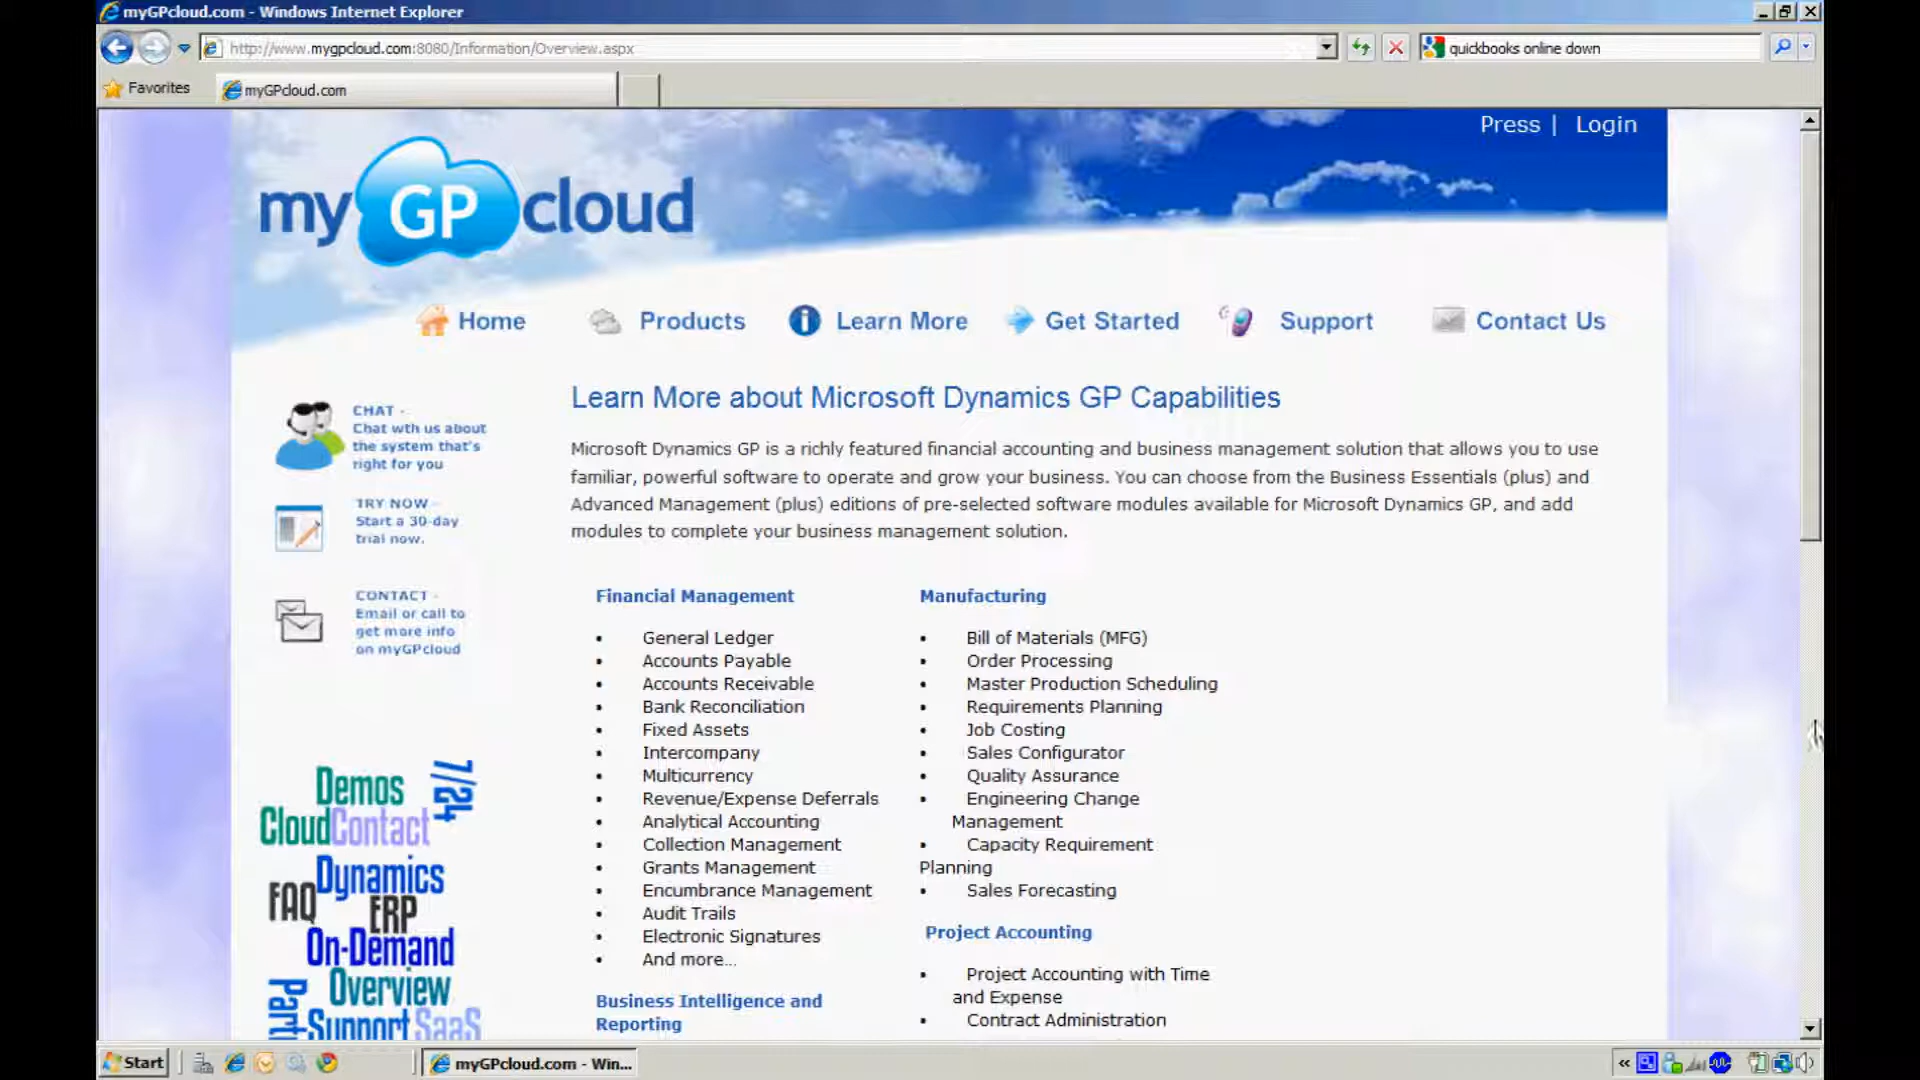 myGPcloud.com - Windows Internet Explorer
http://www.mygpcloud.com:8080/Information/Overview.aspx
quickbooks online down
Favorites
myGPcloud.com
Press | Login
my GP cloud
Home
Products
Learn More
Get Started
Support
Contact Us
CHAT -
Chat wth us about
the system that's
right for you
TRY NOW -
Start a 30-day
trial now.
CONTACT -
Email or call to
get more info
on myGPcloud
Demos
7/24
CloudContact
Dynamics
FAQ
ERP
On-Demand
Overview
Support SaaS
Learn More about Microsoft Dynamics GP Capabilities
Microsoft Dynamics GP is a richly featured financial accounting and business management solution that allows you to use
familiar, powerful software to operate and grow your business. You can choose from the Business Essentials (plus) and
Advanced Management (plus) editions of pre-selected software modules available for Microsoft Dynamics GP, and add
modules to complete your business management solution.
Financial Management
• General Ledger
• Accounts Payable
• Accounts Receivable
• Bank Reconciliation
• Fixed Assets
• Intercompany
• Multicurrency
• Revenue/Expense Deferrals
• Analytical Accounting
• Collection Management
• Grants Management
• Encumbrance Management
• Audit Trails
• Electronic Signatures
• And more...
Business Intelligence and
Reporting
Manufacturing
• Bill of Materials (MFG)
• Order Processing
• Master Production Scheduling
• Requirements Planning
• Job Costing
• Sales Configurator
• Quality Assurance
• Engineering Change
Management
• Capacity Requirement
Planning
• Sales Forecasting
Project Accounting
• Project Accounting with Time
and Expense
• Contract Administration
Start
myGPcloud.com - Win...